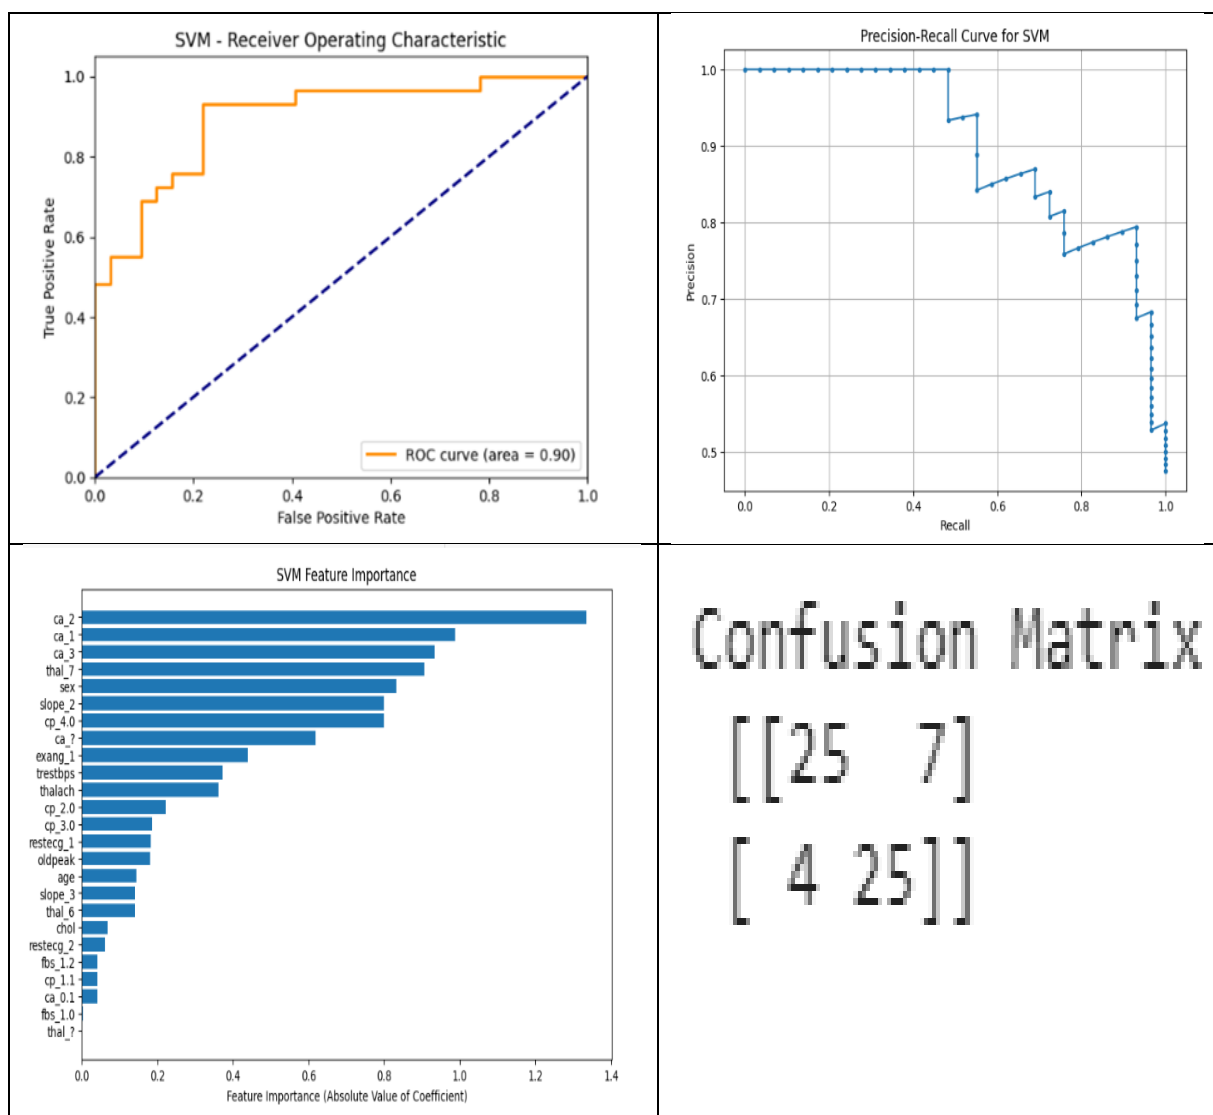 SVM - Receiver Operating Characteristic
1.0
0.8
0.6
0.4
0.2
0.0
True Positive Rate
0.0 0.2 0.4 0.6 0.8 1.0
False Positive Rate
ROC curve (area = 0.90)
Precision-Recall Curve for SVM
1.0
0.9
0.8
0.7
0.6
0.5
Precision
0.0 0.2 0.4 0.6 0.8 1.0
Recall
SVM Feature Importance
ca_2
ca_1
ca_3
thal_7
sex
slope_2
cp_4.0
ca_?
exang_1
trestbps
thalach
cp_2.0
cp_3.0
restecg_1
oldpeak
age
slope_3
thal_6
chol
restecg_2
fbs_1.2
cp_1.1
ca_0.1
fbs_1.0
thal_?
0.0 0.2 0.4 0.6 0.8 1.0 1.2 1.4
Feature Importance (Absolute Value of Coefficient)
Confusion Matrix
[[25 7]
[ 4 25]]